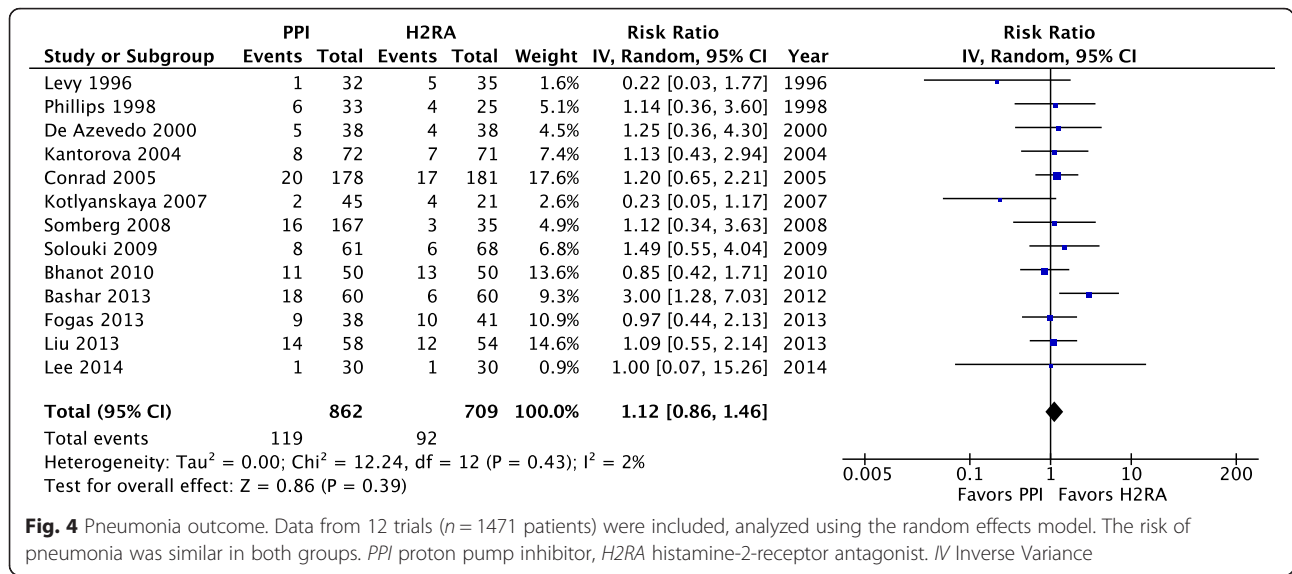 PPI H2RA Risk Ratio Risk Ratio
Study or Subgroup Events Total Events Total Weight IV, Random, 95% CI Year IV, Random, 95% CI
Levy 1996 1 32 5 35 1.6% 0.22 [0.03, 1.77] 1996
Phillips 1998 6 33 4 25 5.1% 1.14 [0.36, 3.60] 1998
De Azevedo 2000 5 38 4 38 4.5% 1.25 [0.36, 4.30] 2000
Kantorova 2004 8 72 7 71 7.4% 1.13 [0.43, 2.94] 2004
Conrad 2005 20 178 17 181 17.6% 1.20 [0.65, 2.21] 2005
Kotlyanskaya 2007 2 45 4 21 2.6% 0.23 [0.05, 1.17] 2007
Somberg 2008 16 167 3 35 4.9% 1.12 [0.34, 3.63] 2008
Solouki 2009 8 61 6 68 6.8% 1.49 [0.55, 4.04] 2009
Bhanot 2010 11 50 13 50 13.6% 0.85 [0.42, 1.71] 2010
Bashar 2013 18 60 6 60 9.3% 3.00 [1.28, 7.03] 2012
Fogas 2013 9 38 10 41 10.9% 0.97 [0.44, 2.13] 2013
Liu 2013 14 58 12 54 14.6% 1.09 [0.55, 2.14] 2013
Lee 2014 1 30 1 30 0.9% 1.00 [0.07, 15.26] 2014
Total (95% CI) 862 709 100.0% 1.12 [0.86, 1.46]
Total events 119 92
Heterogeneity: Tau² = 0.00; Chi² = 12.24, df = 12 (P = 0.43); I² = 2%
Test for overall effect: Z = 0.86 (P = 0.39)
0.005 0.1 1 10 200
Favors PPI Favors H2RA
Fig. 4 Pneumonia outcome. Data from 12 trials (n = 1471 patients) were included, analyzed using the random effects model. The risk of
pneumonia was similar in both groups. PPI proton pump inhibitor, H2RA histamine-2-receptor antagonist. IV Inverse Variance